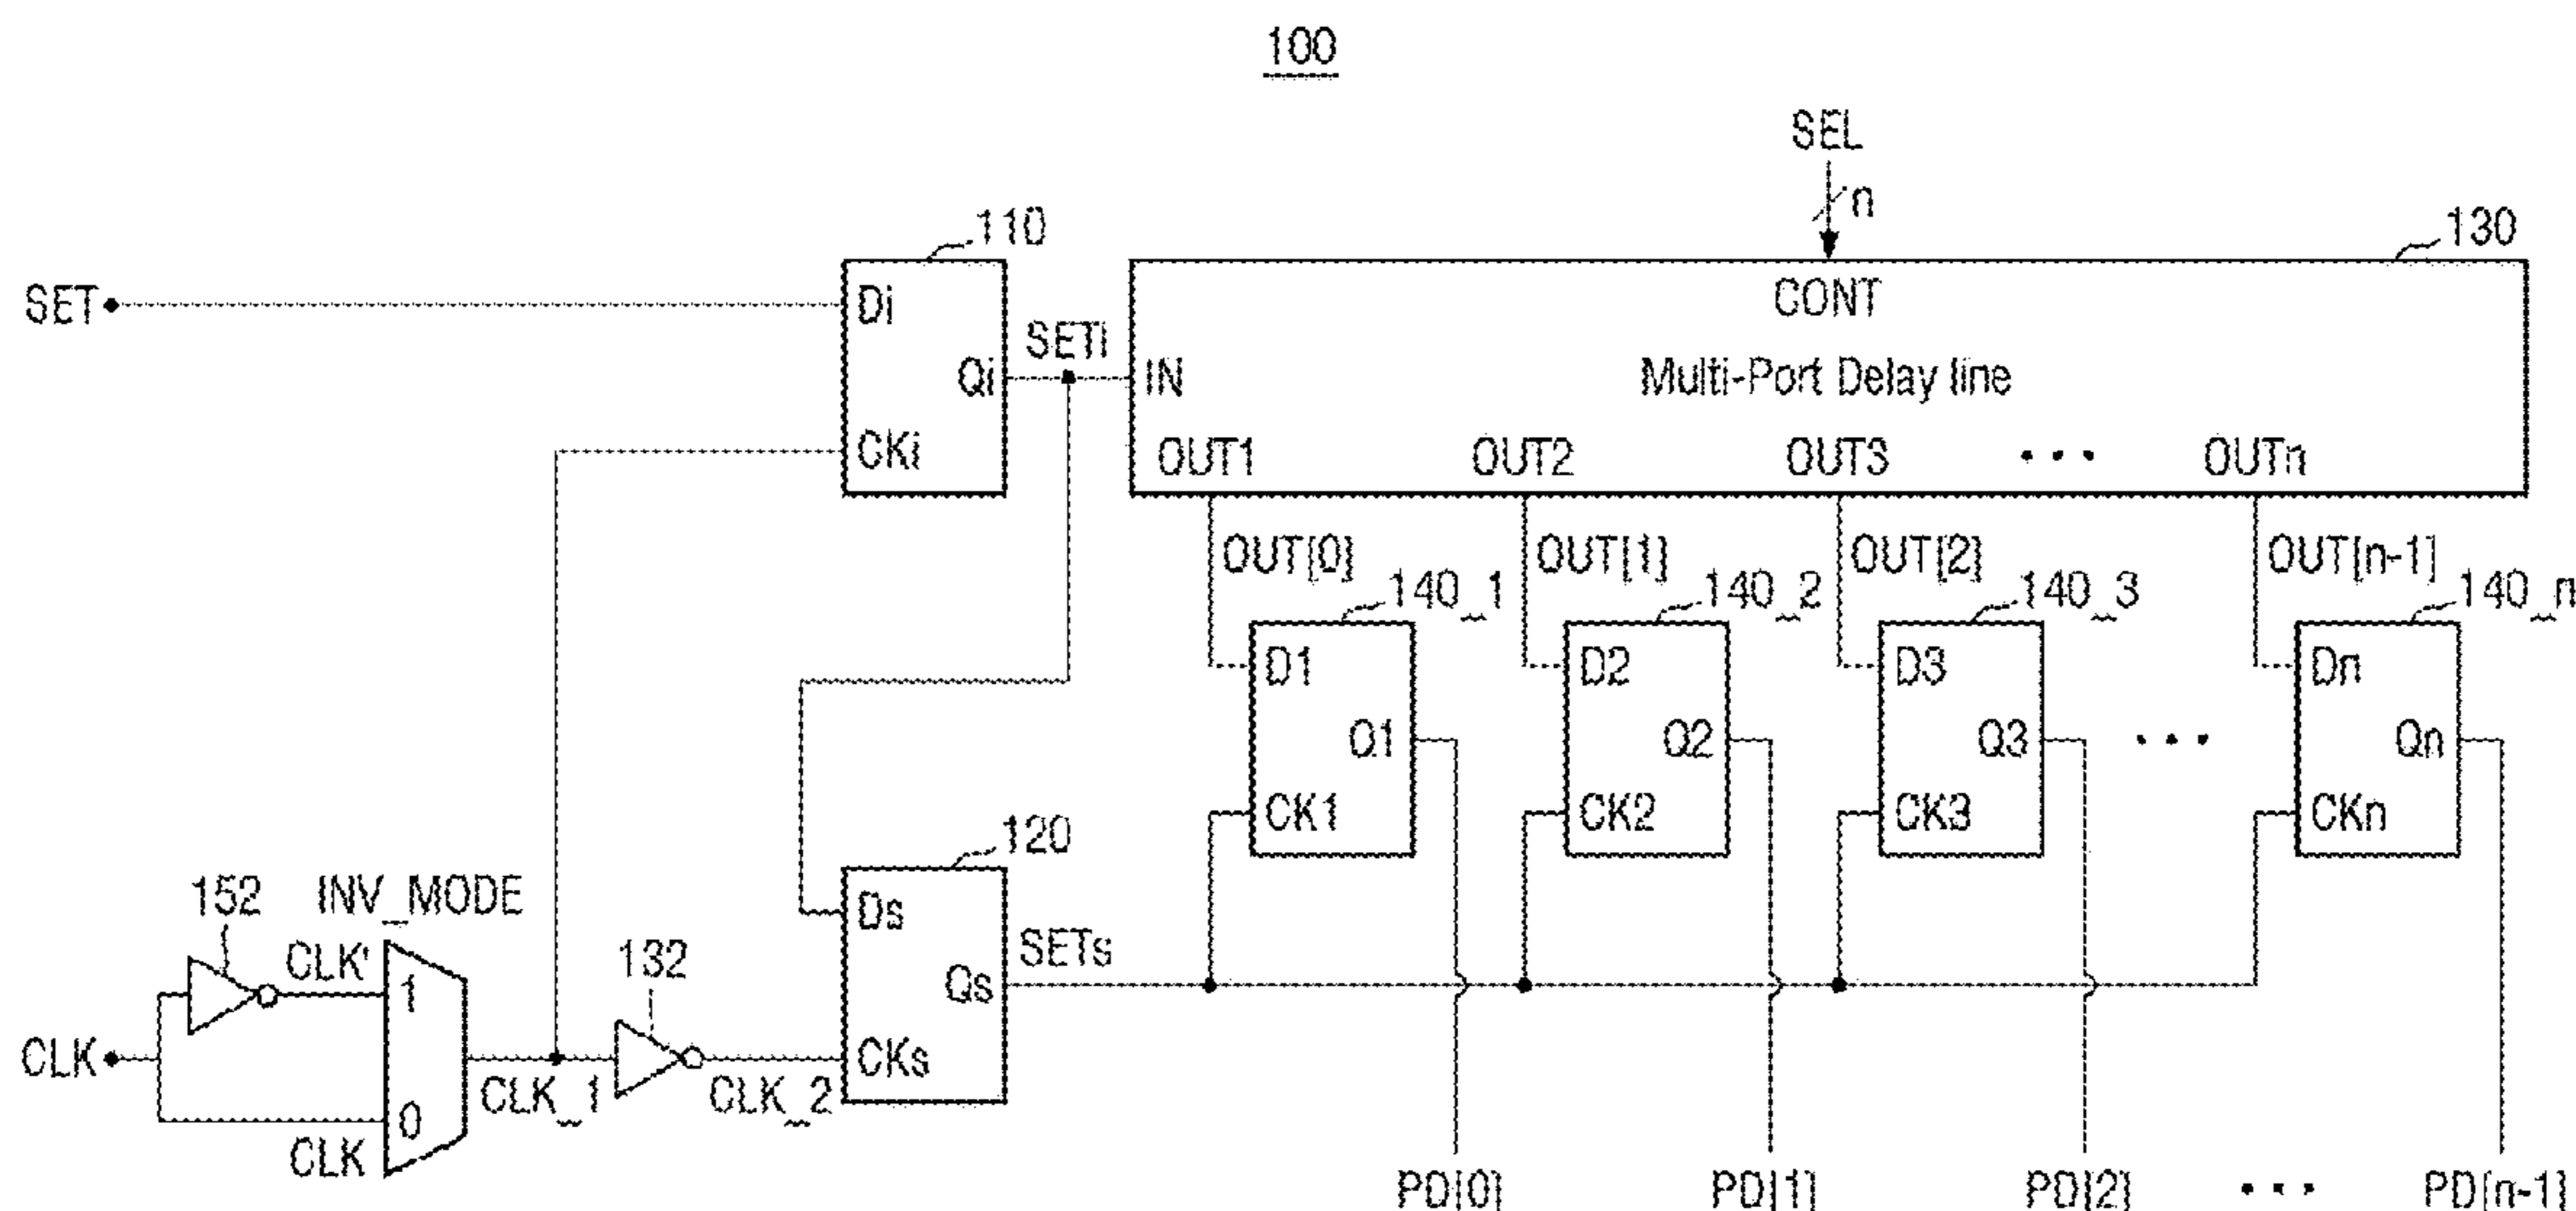 100
SEL
n
110
130
SET
Di
CONT
SETi
Qi
IN
Multi-Port Delay line
CKi
OUT1
OUT2
OUT3
• • •
OUTn
OUT[0]
OUT[1]
OUT[2]
OUT[n-1]
140_1
140_2
140_3
140_n
D1
D2
D3
Dn
Q1
Q2
Q3
• • •
Qn
CK1
CK2
CK3
CKn
120
152
INV_MODE
Ds
CLK'
132
SETs
1
Qs
CLK
CKs
CLK_1
CLK_2
0
CLK
PD[0]
PD[1]
PD[2]
• • •
PD[n-1]